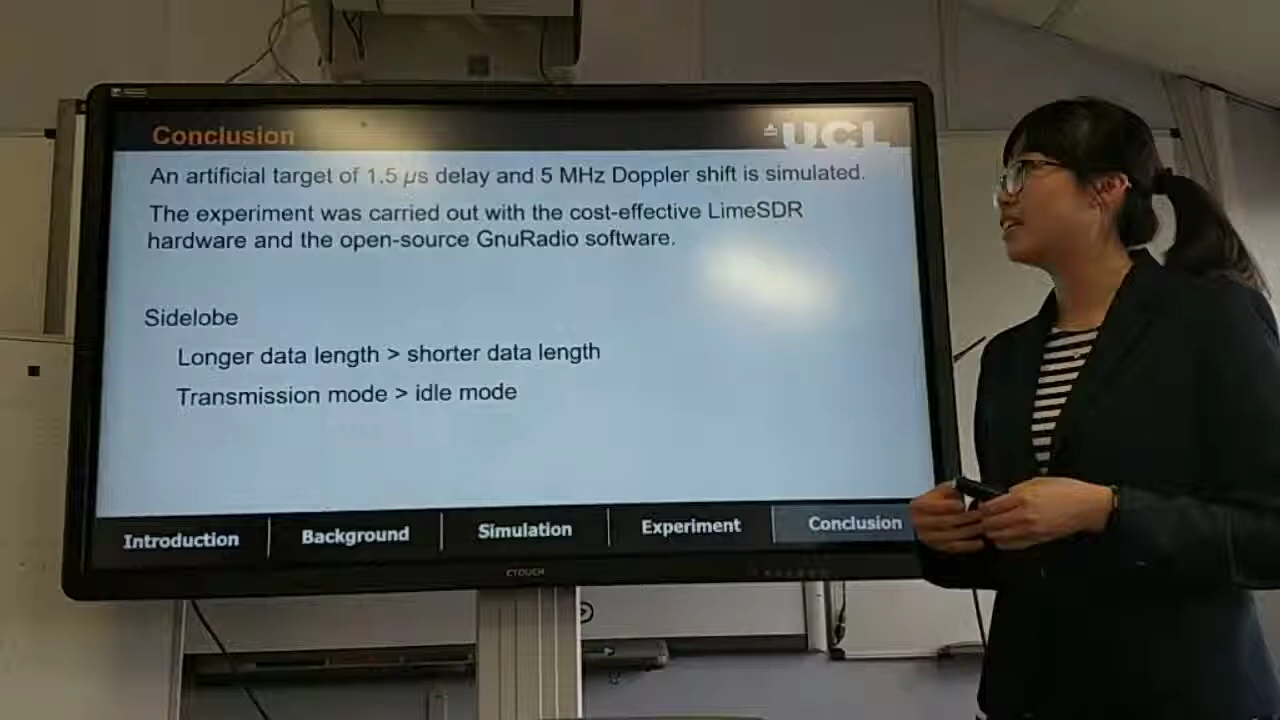 Conclusion
UCL
An artificial target of 1.5 µs delay and 5 MHz Doppler shift is simulated.
The experiment was carried out with the cost-effective LimeSDR
hardware and the open-source GnuRadio software.
Sidelobe
Longer data length > shorter data length
Transmission mode > idle mode
Introduction
Background
Simulation
Experiment
Conclusion
CTOUCH